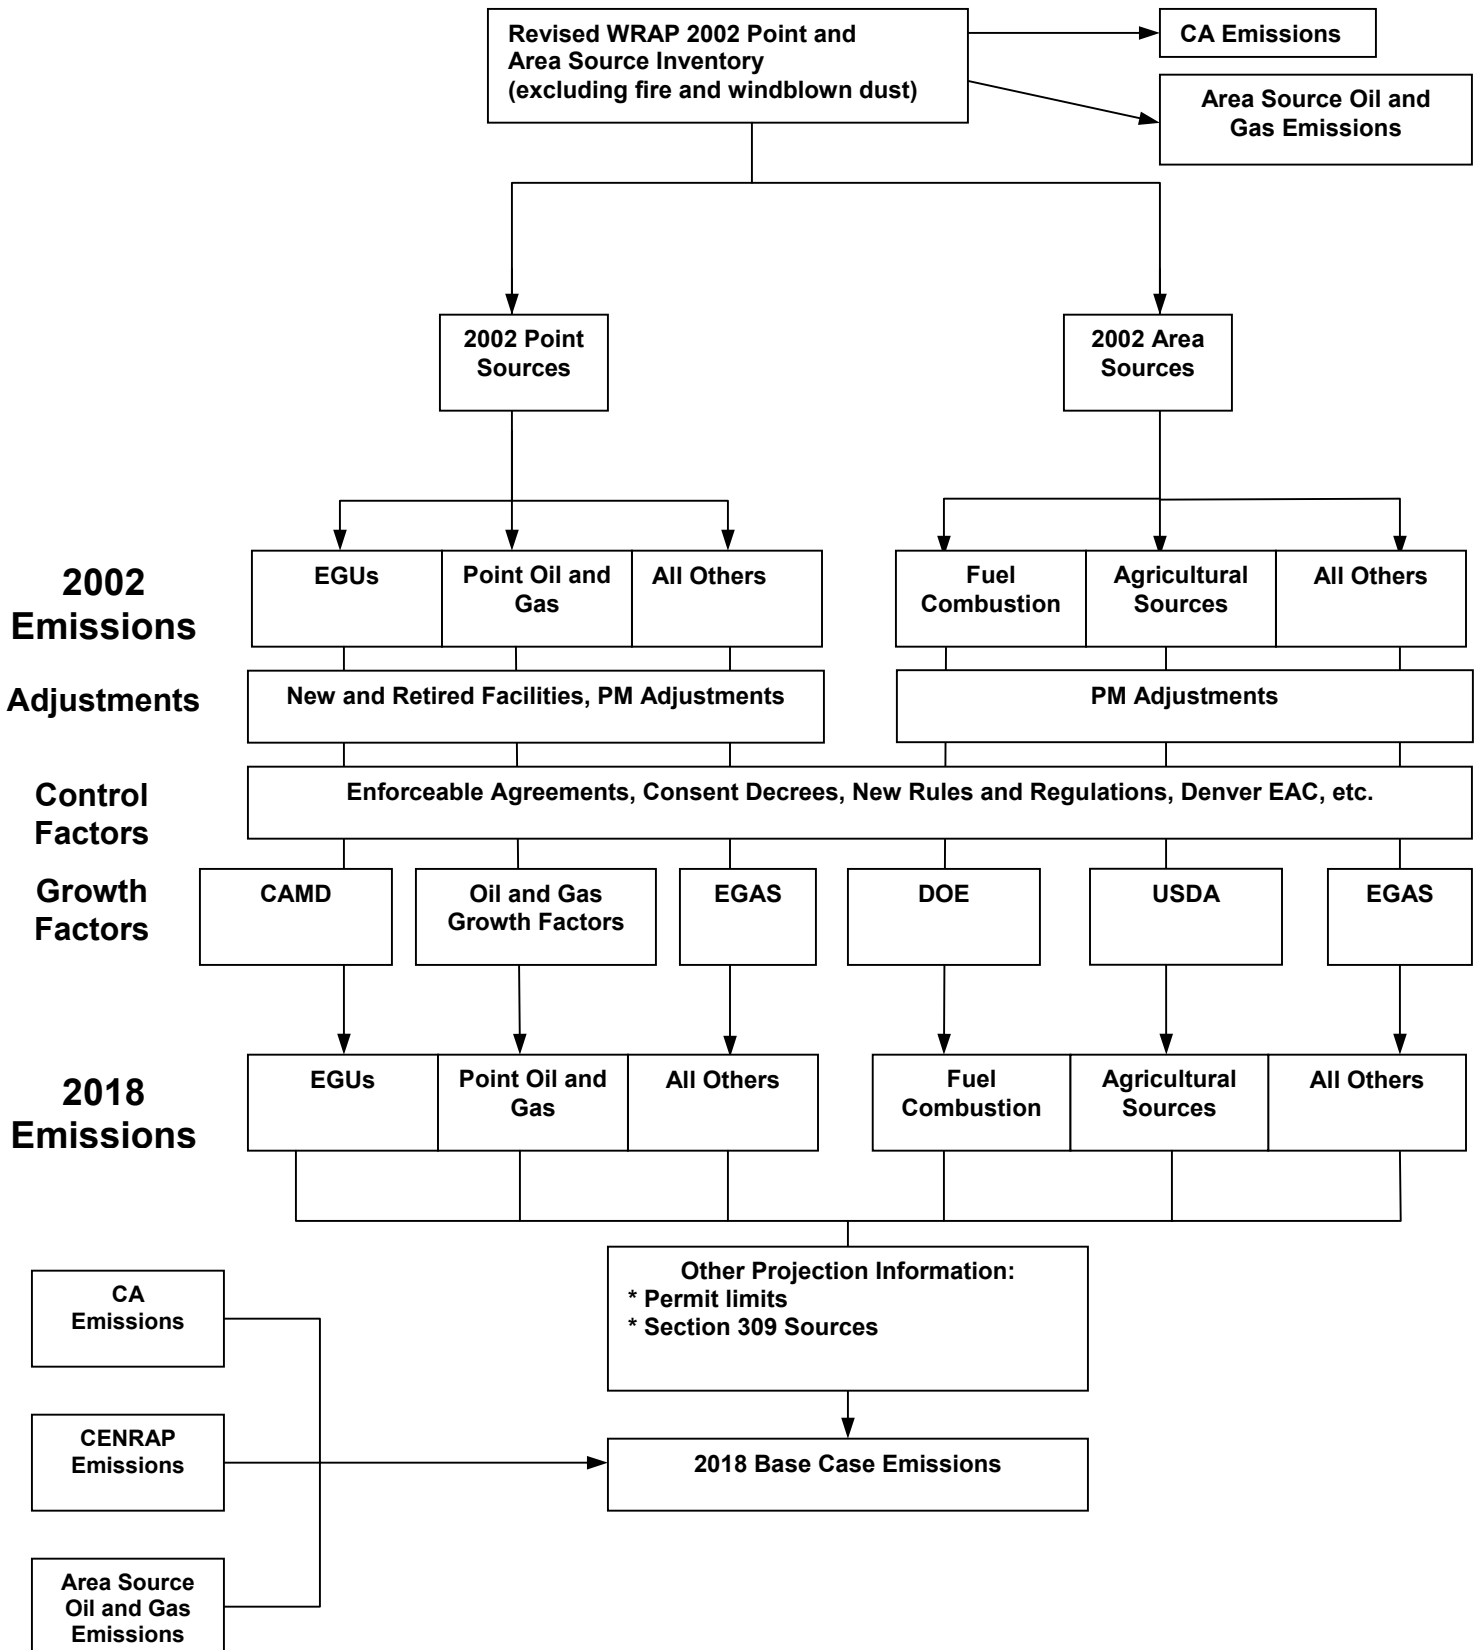 Revised WRAP 2002 Point and
Area Source Inventory
(excluding fire and windblown dust)
CA Emissions
Area Source Oil and
Gas Emissions
2002 Point
Sources
2002 Area
Sources
2002
Emissions
EGUs
Point Oil and
Gas
All Others
Fuel
Combustion
Agricultural
Sources
All Others
Adjustments
New and Retired Facilities, PM Adjustments
PM Adjustments
Control
Factors
Enforceable Agreements, Consent Decrees, New Rules and Regulations, Denver EAC, etc.
Growth
Factors
CAMD
Oil and Gas
Growth Factors
EGAS
DOE
USDA
EGAS
2018
Emissions
EGUs
Point Oil and
Gas
All Others
Fuel
Combustion
Agricultural
Sources
All Others
Other Projection Information:
* Permit limits
* Section 309 Sources
CA
Emissions
CENRAP
Emissions
2018 Base Case Emissions
Area Source
Oil and Gas
Emissions